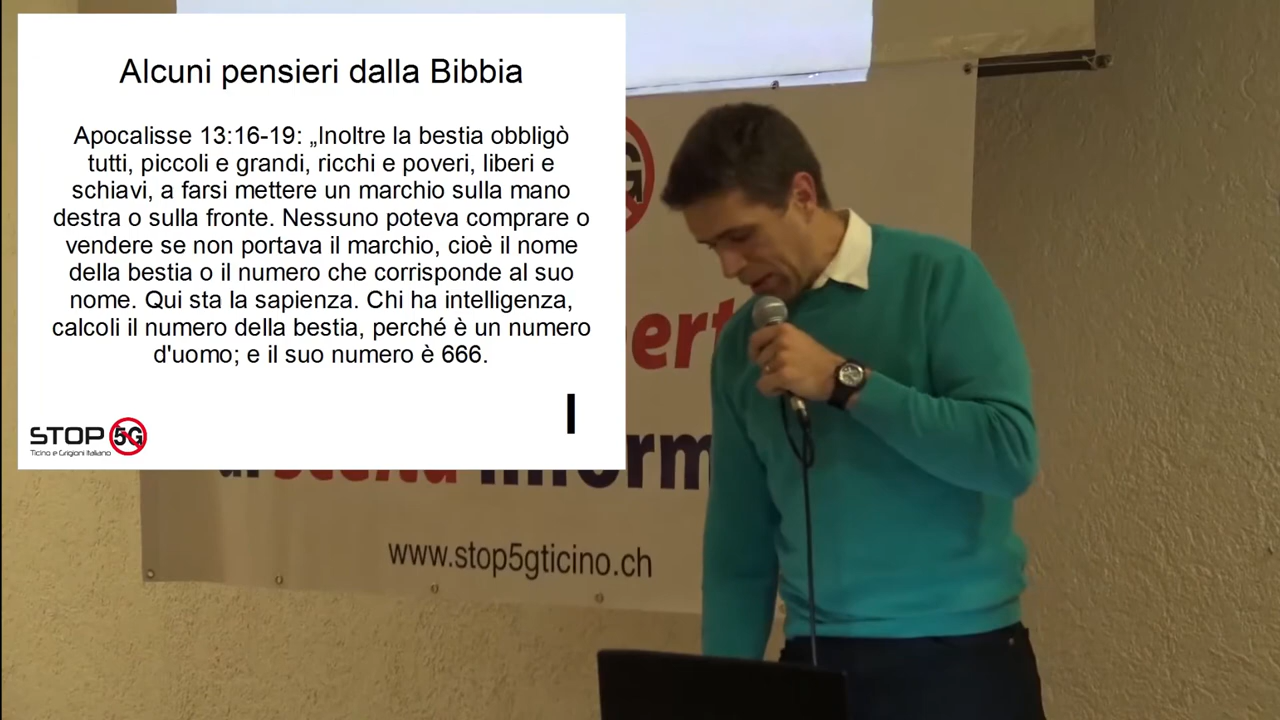 Alcuni pensieri dalla Bibbia
Apocalisse 13:16-19: „Inoltre la bestia obbligò
tutti, piccoli e grandi, ricchi e poveri, liberi e
schiavi, a farsi mettere un marchio sulla mano
destra o sulla fronte. Nessuno poteva comprare o
vendere se non portava il marchio, cioè il nome
della bestia o il numero che corrisponde al suo
nome. Qui sta la sapienza. Chi ha intelligenza,
calcoli il numero della bestia, perché è un numero
d'uomo; e il suo numero è 666.
I
STOP 5G
Ticino e Grigioni Italiano
G
ert
di scelta inform
www.stop5gticino.ch